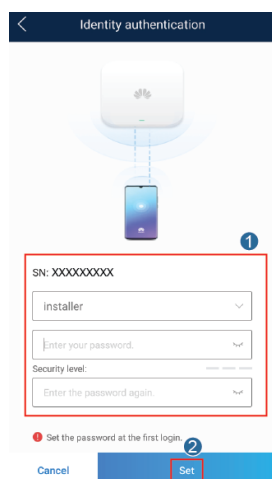 Identity authentication
1
SN: XXXXXXXXX
installer
Enter your password.
Security level:
Enter the password again.
Set the password at the first login.
2
Cancel
Set